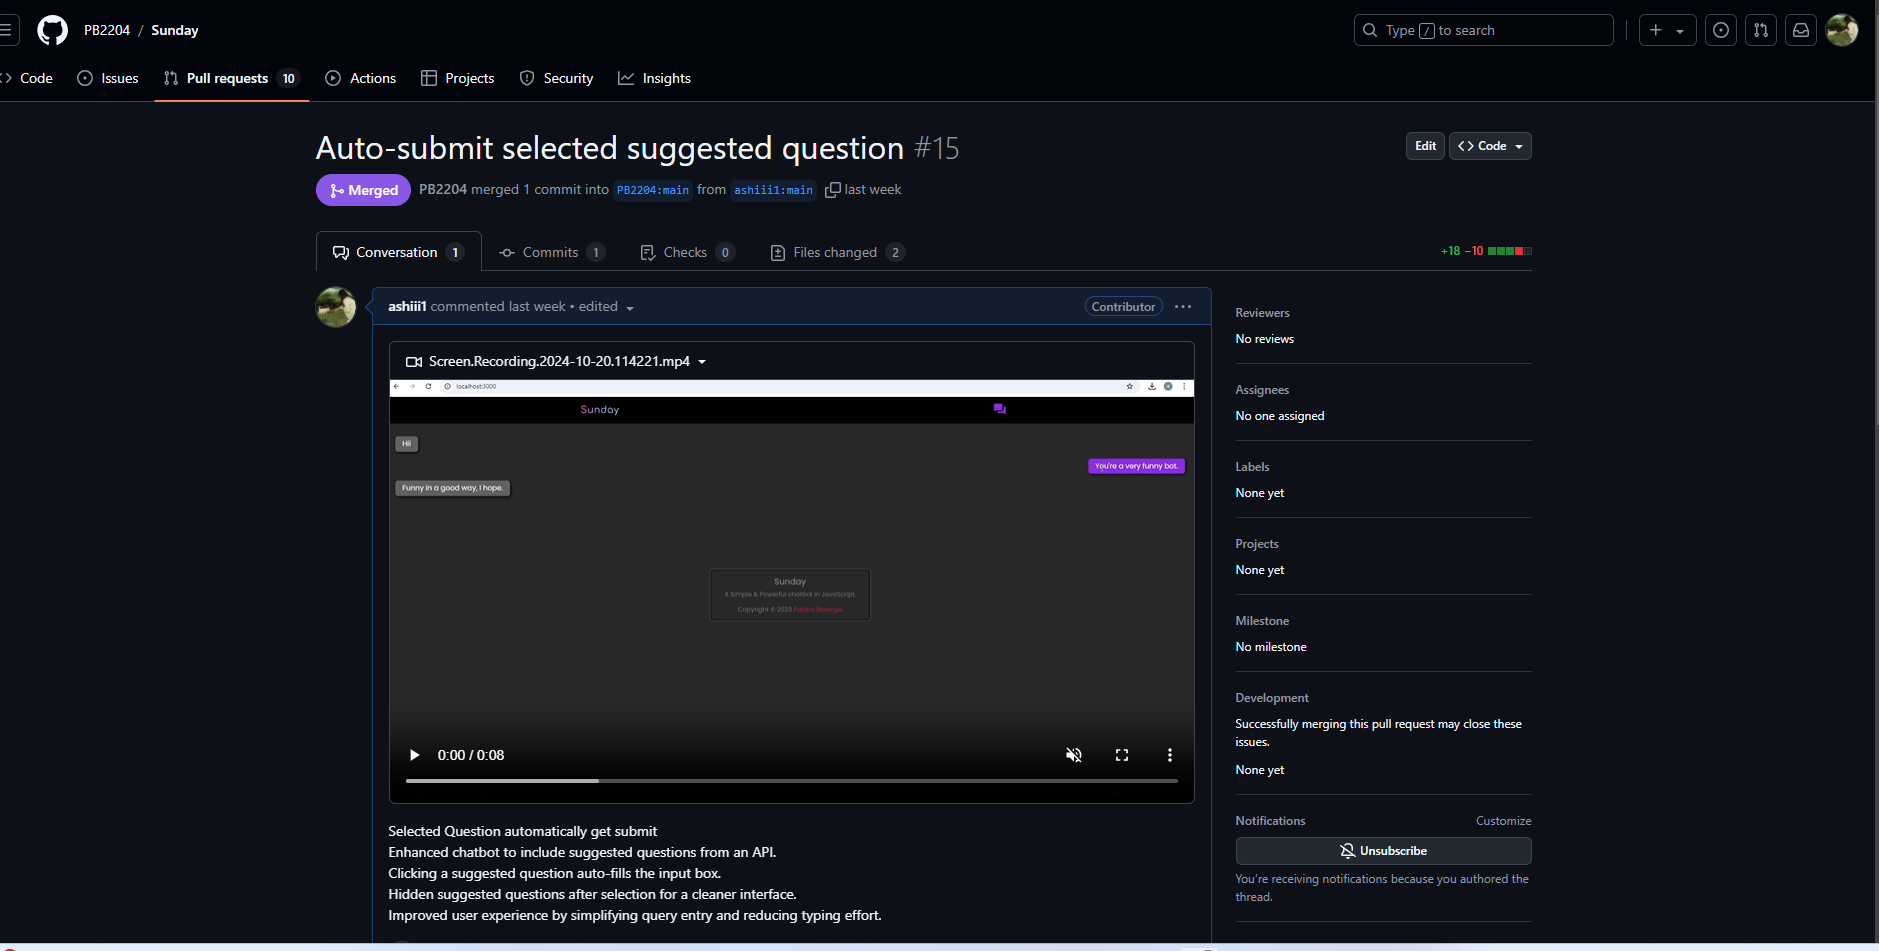 PB2204 / Sunday
Type / to search
Code
Issues
Pull requests 10
Actions
Projects
Security
Insights
Auto-submit selected suggested question #15
Edit
Code
Merged
PB2204 merged 1 commit into PB2204:main from ashiii1:main last week
Conversation 1
Commits 1
Checks 0
Files changed 2
+18 −10
ashiii1 commented last week • edited
Contributor
Screen.Recording.2024-10-20.114221.mp4
localhost:3000
Sunday
Hii
You're a very funny bot.
Funny in a good way, I hope.
Sunday
A Simple & Powerful chatbot in JavaScript.
Copyright © 2023
0:00 / 0:08
Selected Question automatically get submit
Enhanced chatbot to include suggested questions from an API.
Clicking a suggested question auto-fills the input box.
Hidden suggested questions after selection for a cleaner interface.
Improved user experience by simplifying query entry and reducing typing effort.
Reviewers
No reviews
Assignees
No one assigned
Labels
None yet
Projects
None yet
Milestone
No milestone
Development
Successfully merging this pull request may close these
issues.
None yet
Notifications
Customize
Unsubscribe
You're receiving notifications because you authored the
thread.